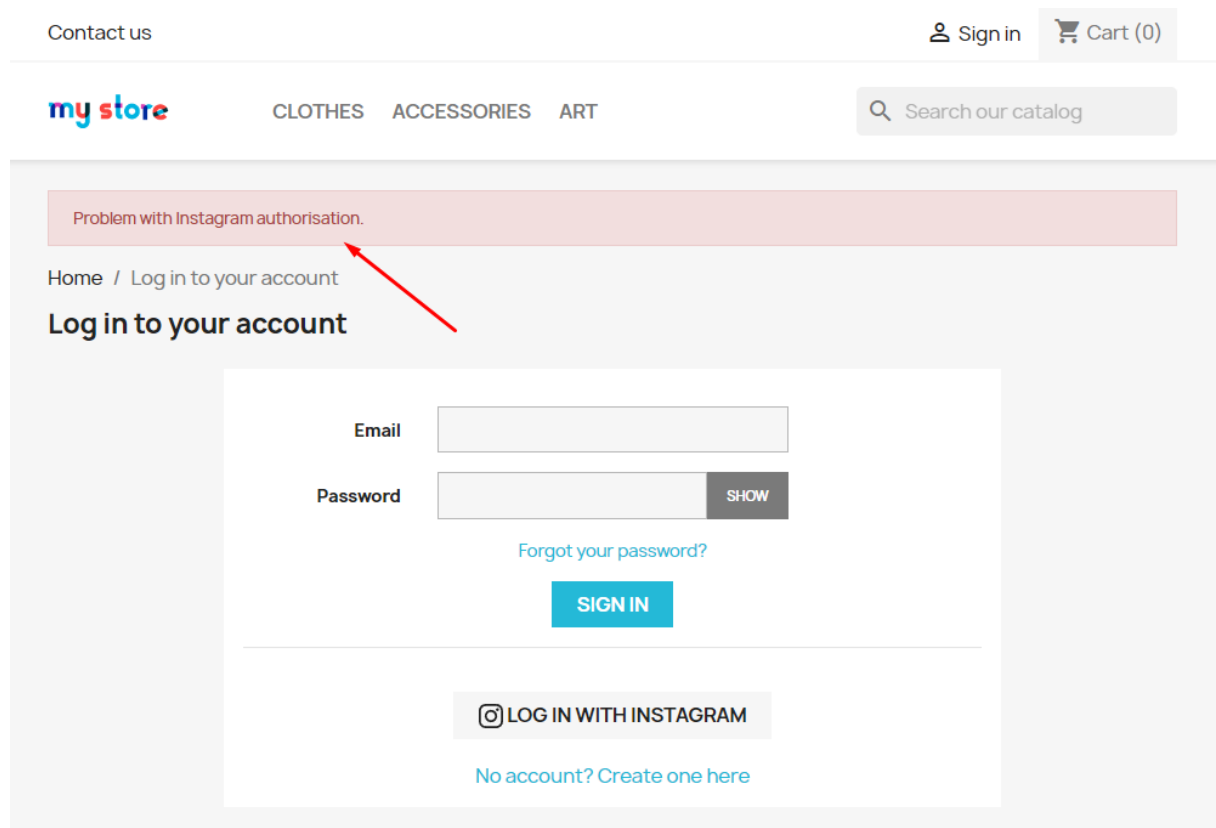 Contact us
Sign in
Cart (0)
my store
CLOTHES ACCESSORIES ART
Search our catalog
Problem with Instagram authorisation.
Home / Log in to your account
Log in to your account
Email
Password
SHOW
Forgot your password?
SIGN IN
LOG IN WITH INSTAGRAM
No account? Create one here